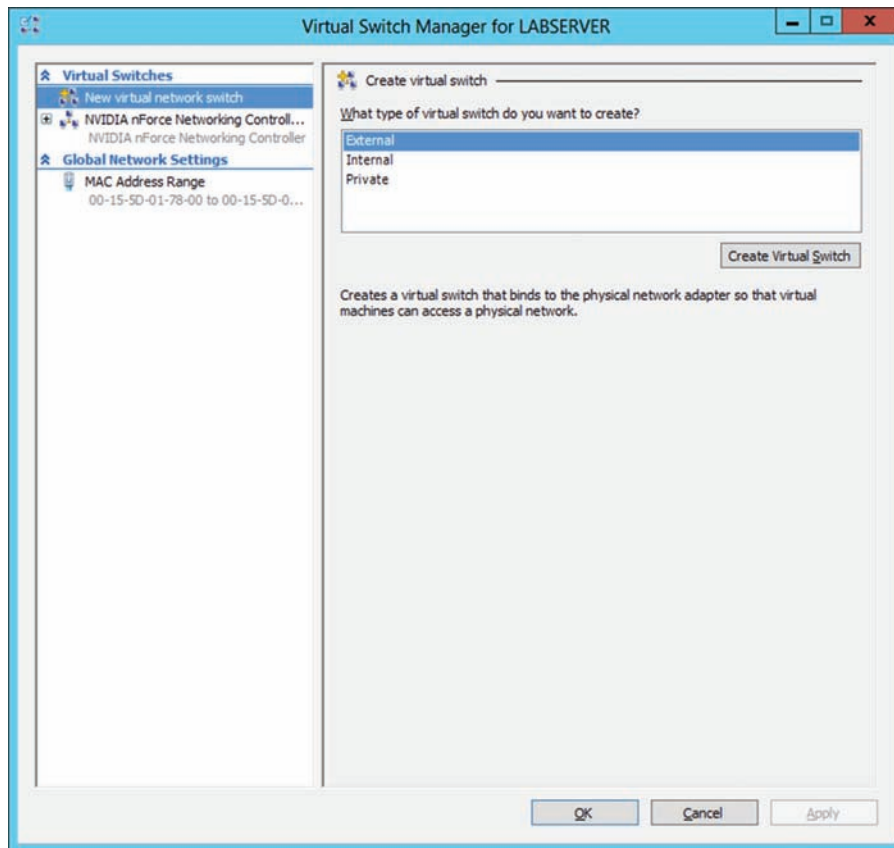 Virtual Switch Manager for LABSERVER
Virtual Switches
New virtual network switch
NVIDIA nForce Networking Controll...
NVIDIA nForce Networking Controller
Global Network Settings
MAC Address Range
00-15-5D-01-78-00 to 00-15-5D-0...
Create virtual switch
What type of virtual switch do you want to create?
External
Internal
Private
Create Virtual Switch
Creates a virtual switch that binds to the physical network adapter so that virtual
machines can access a physical network.
OK
Cancel
Apply